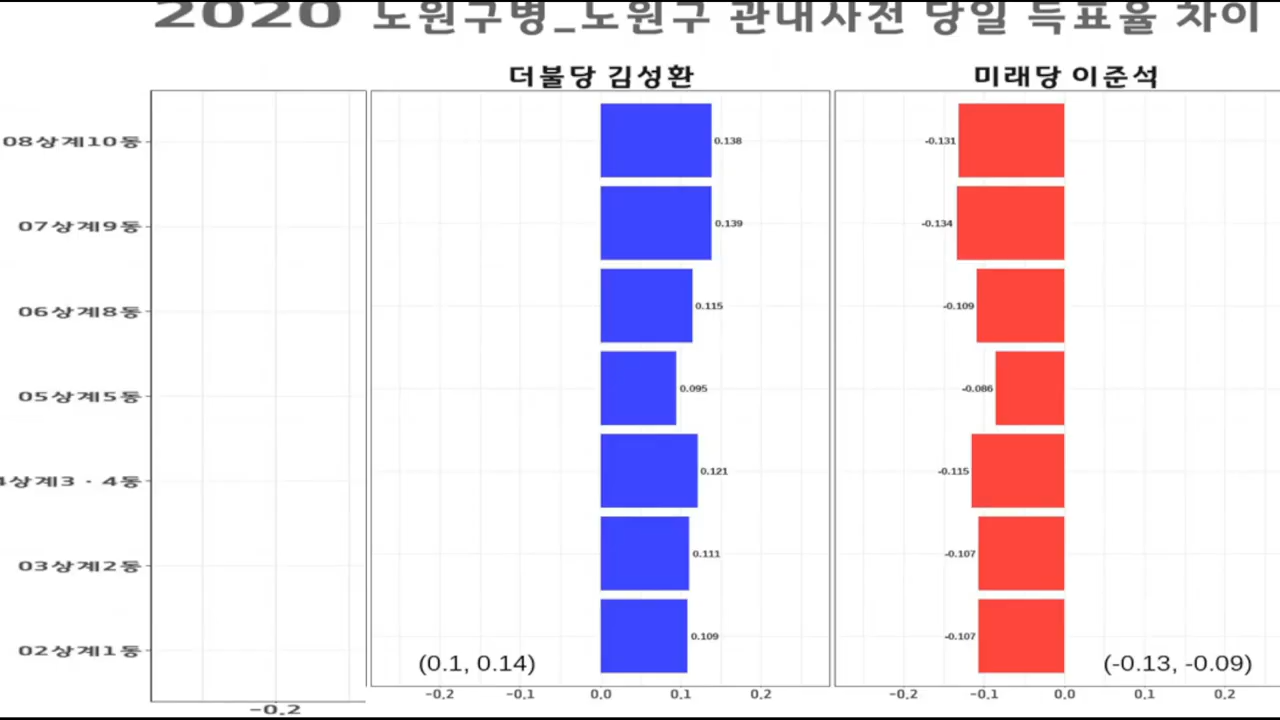 2020 노원구병_노원구 관내사전 당일 득표율 차이
더불당 김성환
미래당 이준석
08상계10동
0.138
-0.131
07상계9동
0.139
-0.134
06상계8동
0.115
-0.109
05상계5동
0.095
-0.086
4상계3 · 4동
0.121
-0.115
03상계2동
0.111
-0.107
02상계1동
0.109
-0.107
(0.1, 0.14)
(-0.13, -0.09)
-0.2 -0.1 0.0 0.1 0.2
-0.2 -0.1 0.0 0.1 0.2
-0.2